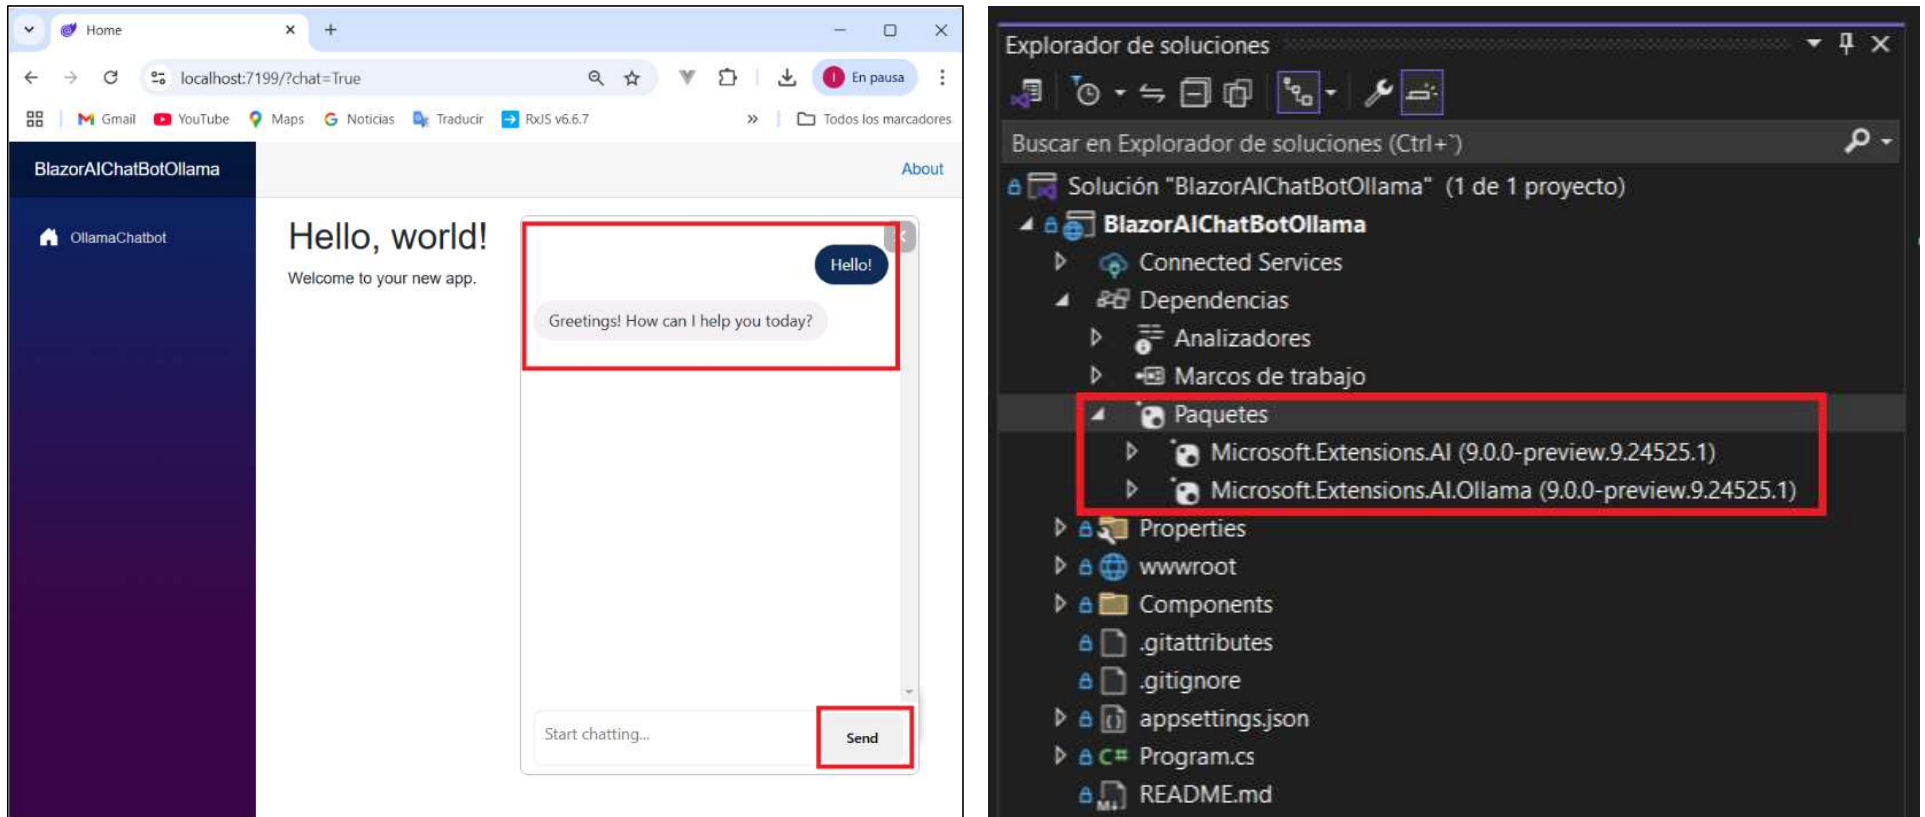 Home
localhost:7199/?chat=True
I En pausa
Gmail YouTube Maps Noticias Traducir RxJS v6.6.7 » Todos los marcadores
BlazorAIChatBotOllama
About
OllamaChatbot
Hello, world!
Welcome to your new app.
Hello!
Greetings! How can I help you today?
Start chatting...
Send
Explorador de soluciones
Buscar en Explorador de soluciones (Ctrl+`)
Solución "BlazorAIChatBotOllama" (1 de 1 proyecto)
BlazorAIChatBotOllama
Connected Services
Dependencias
Analizadores
Marcos de trabajo
Paquetes
Microsoft.Extensions.AI (9.0.0-preview.9.24525.1)
Microsoft.Extensions.AI.Ollama (9.0.0-preview.9.24525.1)
Properties
wwwroot
Components
.gitattributes
.gitignore
appsettings.json
C# Program.cs
README.md